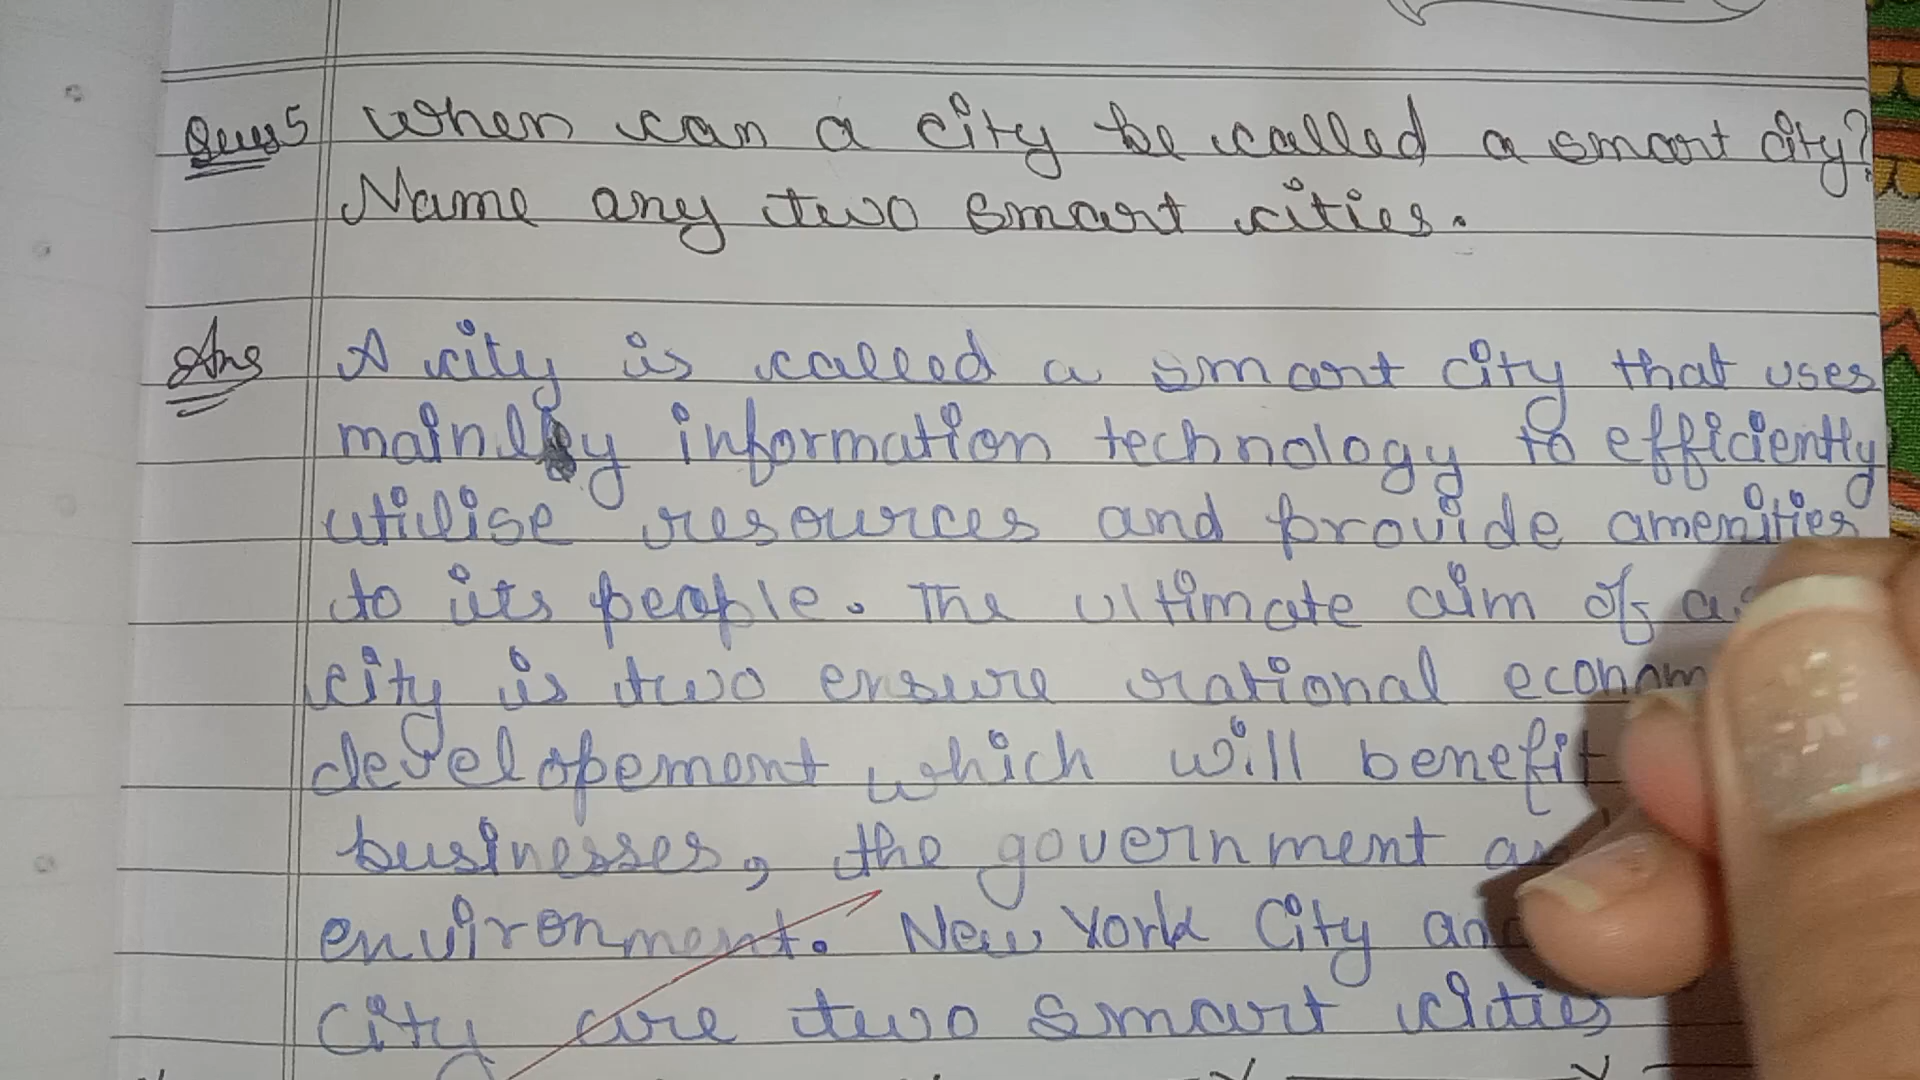 Ques5 When can a city be called a smart city?
Name any two smart cities.
Ans A city is called a smart city that uses
mainly information technology to efficiently
utilise resources and provide amenities
to its people. The ultimate aim of a
city is two ensure rational
developement which will benefit
businesses, the government
environment. New York City and
City are two smart cities